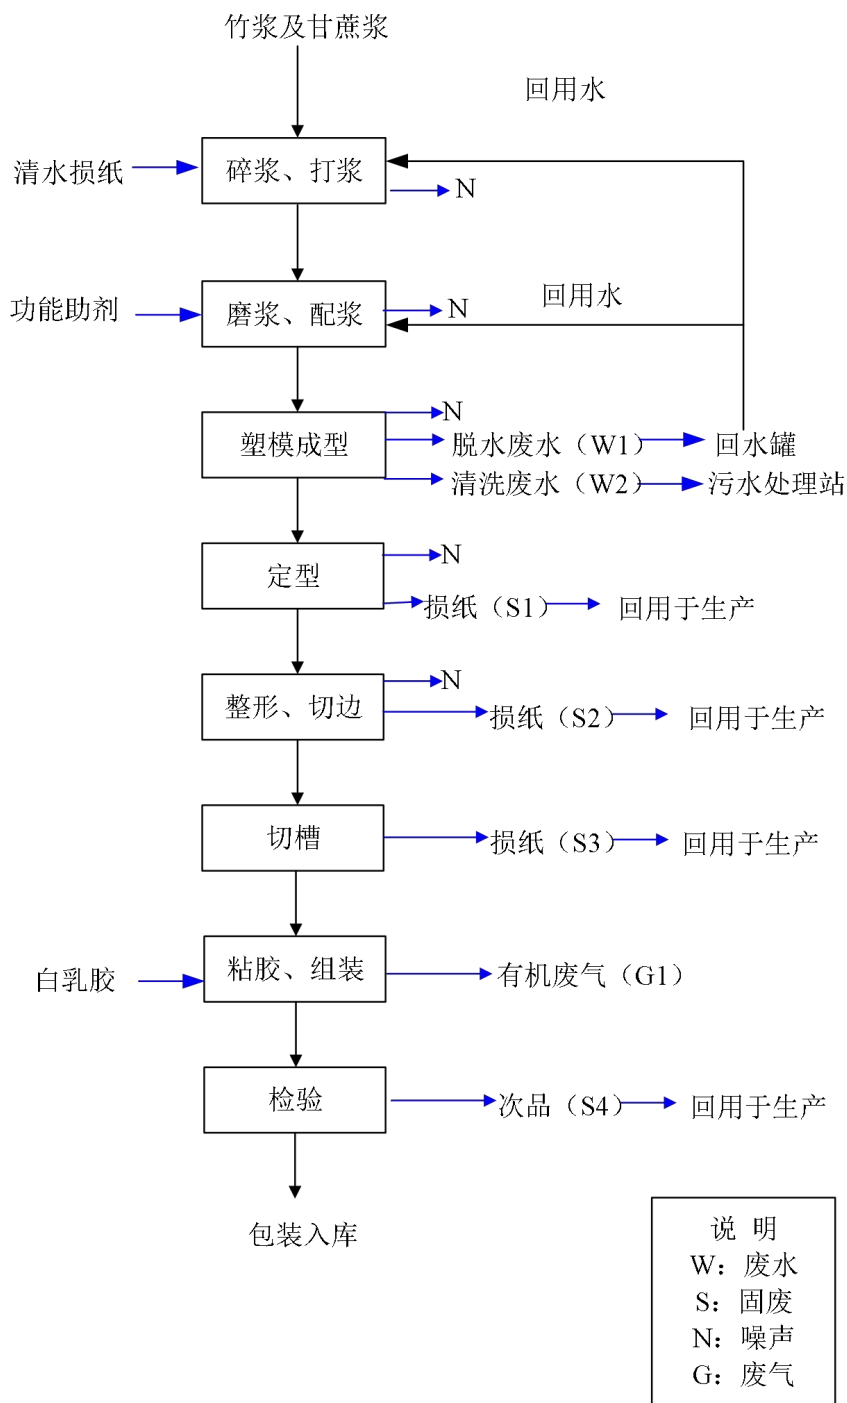 竹浆及甘蔗浆
回用水
清水损纸
碎浆、打浆
N
功能助剂
磨浆、配浆
N
回用水
塑模成型
N
脱水废水（W1）
回水罐
清洗废水（W2）
污水处理站
定型
N
损纸（S1）
回用于生产
整形、切边
N
损纸（S2）
回用于生产
切槽
损纸（S3）
回用于生产
白乳胶
粘胶、组装
有机废气（G1）
检验
次品（S4）
回用于生产
包装入库
说 明
W：废水
S：固废
N：噪声
G：废气